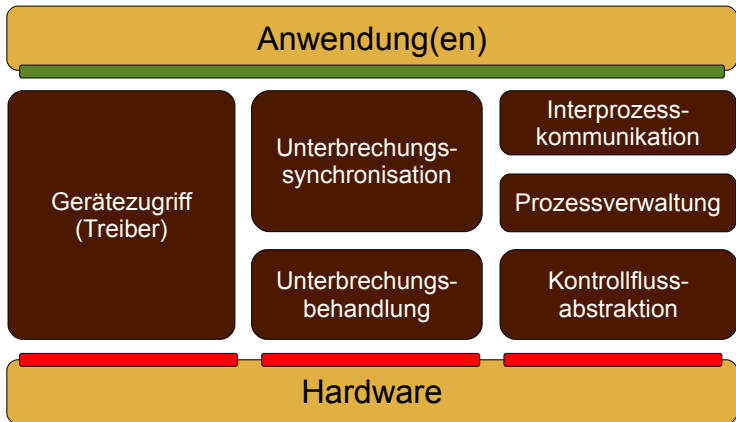 Anwendung(en)
Gerätezugriff
(Treiber)
Unterbrechungs-
synchronisation
Unterbrechungs-
behandlung
Interprozess-
kommunikation
Prozessverwaltung
Kontrollfluss-
abstraktion
Hardware